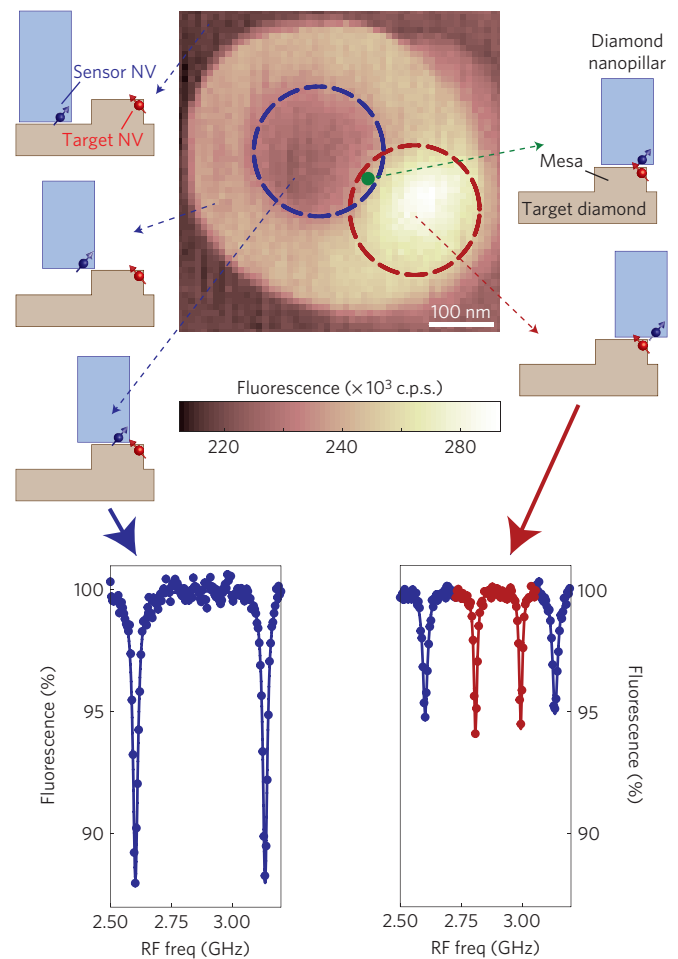 Sensor NV
Target NV
Diamond
nanopillar
Mesa
Target diamond
100 nm
Fluorescence (×10³ c.p.s.)
220
240
260
280
100
95
90
Fluorescence (%)
2.50
2.75
3.00
RF freq (GHz)
100
95
90
Fluorescence (%)
2.50
2.75
3.00
RF freq (GHz)